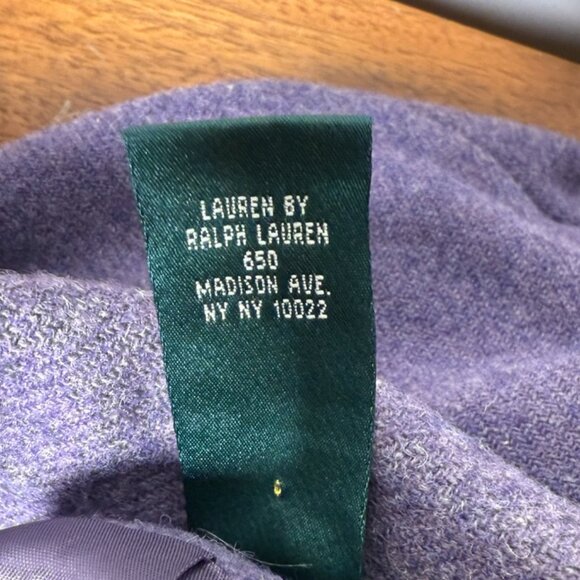 LAUREN BY
RALPH LAUREN
650
MADISON AVE.
NY NY 10022